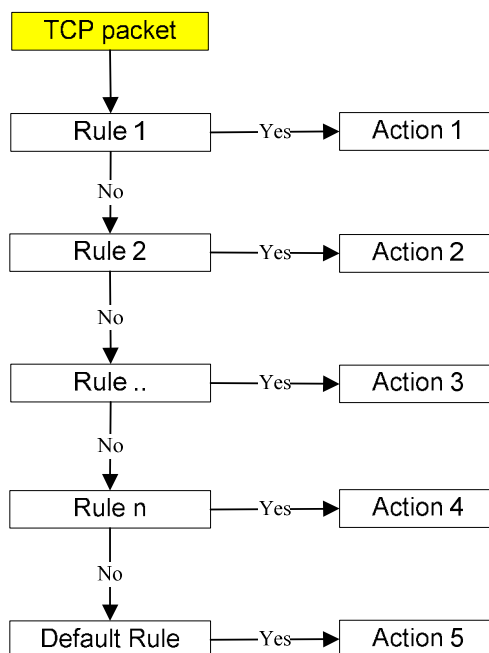 TCP packet
Rule 1
Yes
Action 1
No
Rule 2
Yes
Action 2
No
Rule ..
Yes
Action 3
No
Rule n
Yes
Action 4
No
Default Rule
Yes
Action 5